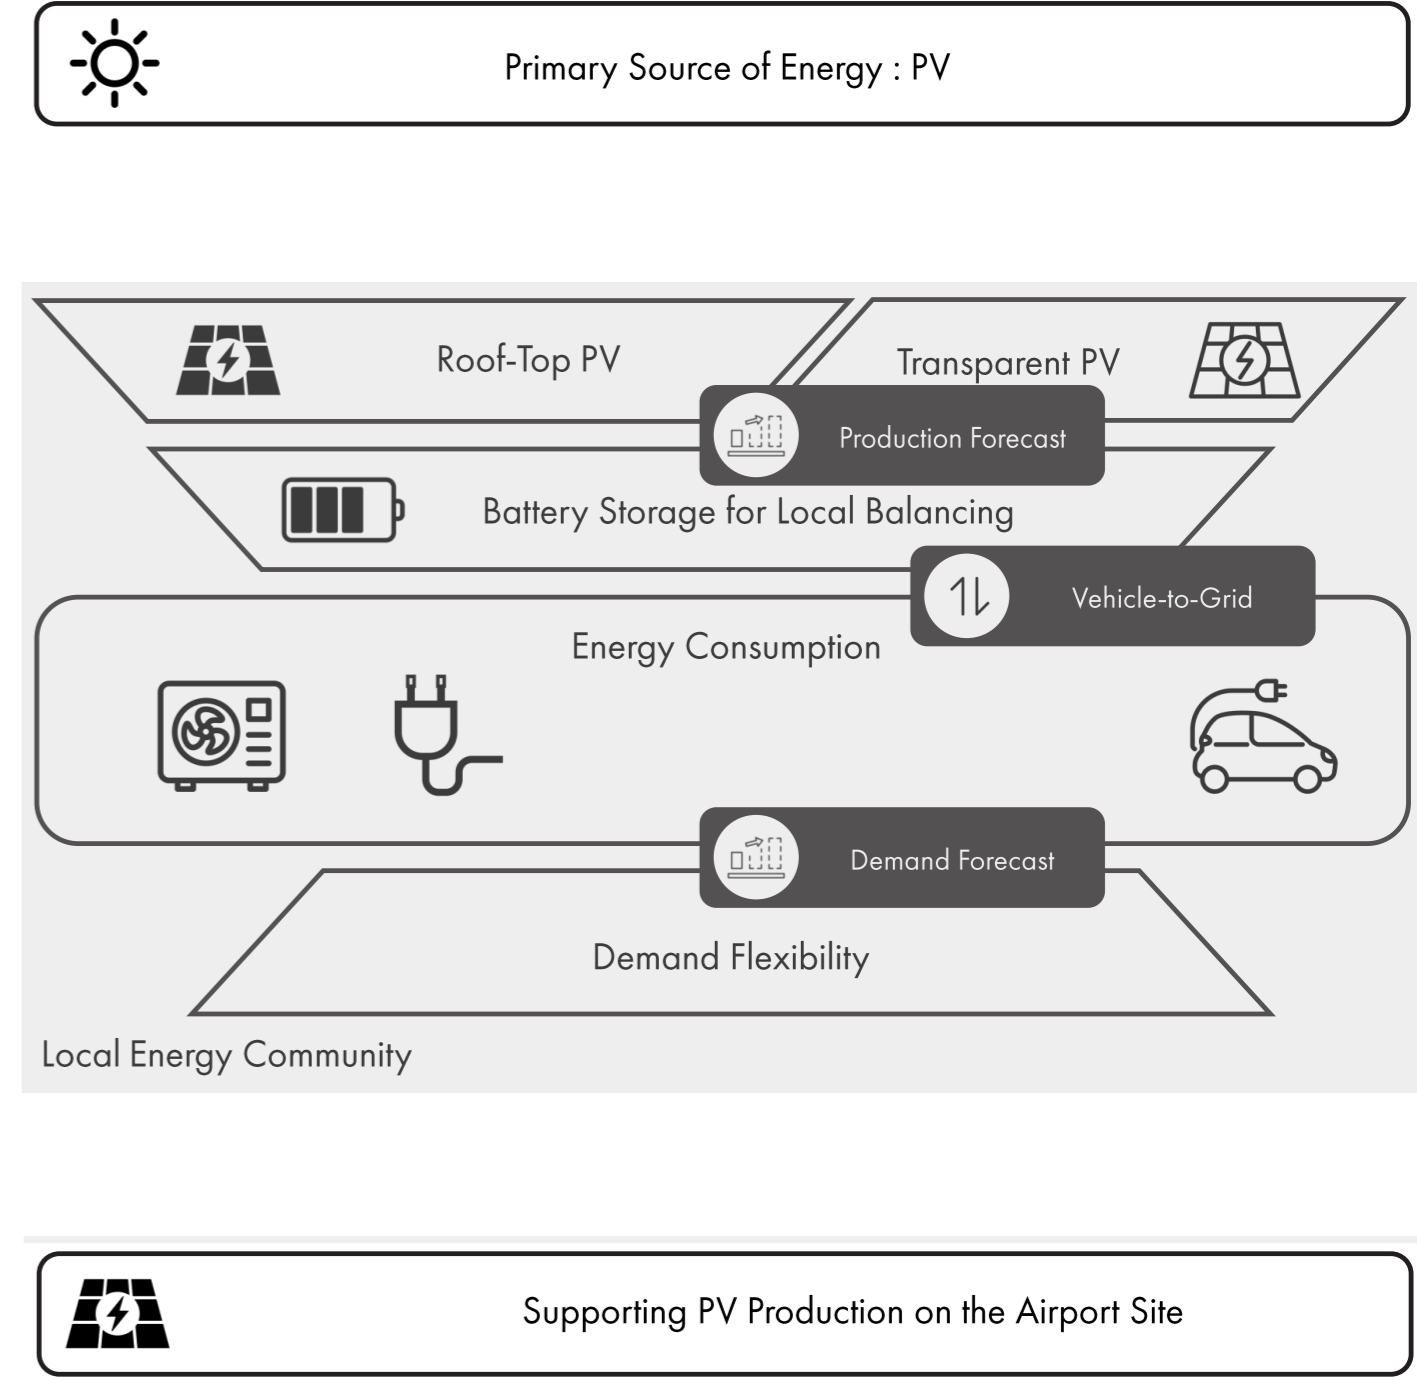 Primary Source of Energy : PV
Roof-Top PV
Transparent PV
Production Forecast
Battery Storage for Local Balancing
Vehicle-to-Grid
Energy Consumption
Demand Forecast
Demand Flexibility
Local Energy Community
Supporting PV Production on the Airport Site